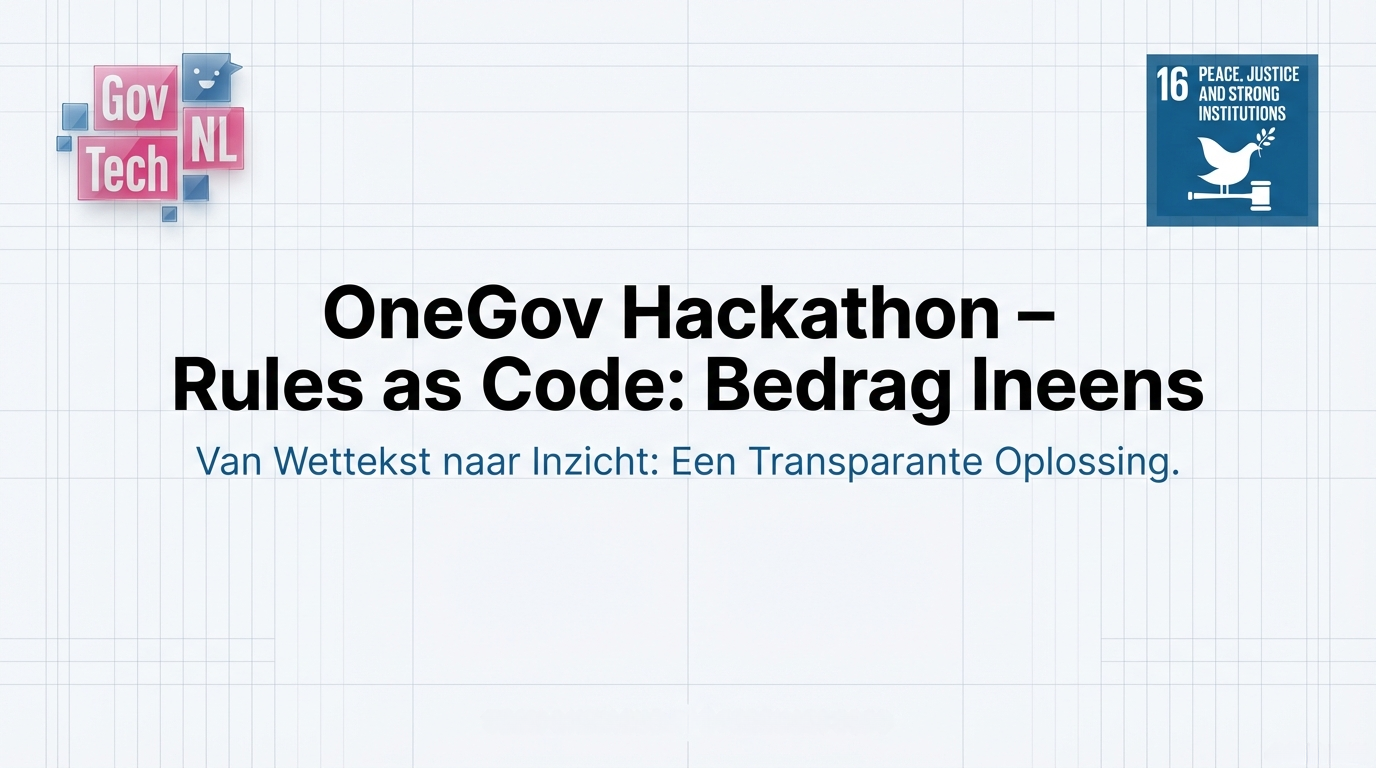 Gov
Tech
NL
16 PEACE, JUSTICE
AND STRONG
INSTITUTIONS
OneGov Hackathon –
Rules as Code: Bedrag Ineens
Van Wettekst naar Inzicht: Een Transparante Oplossing.